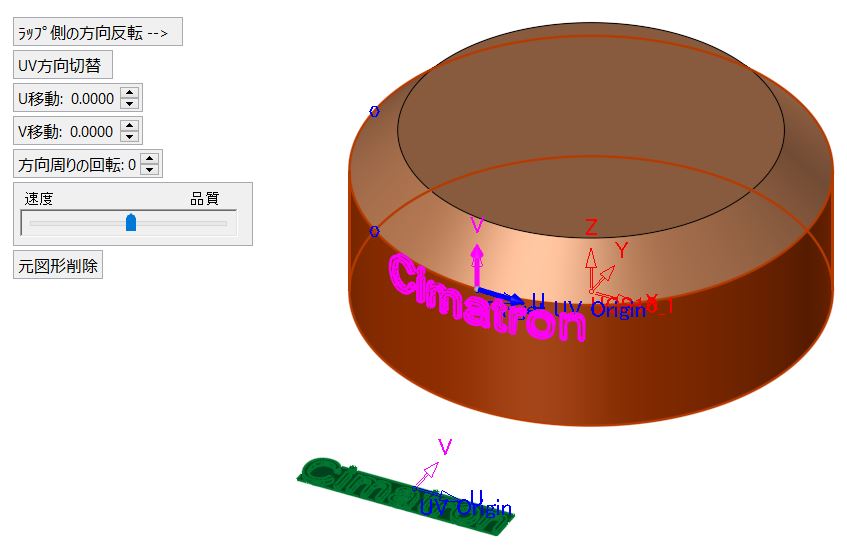 ﾗｯﾌﾟ側の方向反転 -->
UV方向切替
U移動: 0.0000
V移動: 0.0000
方向周りの回転: 0
速度 品質
元図形削除
o
o
V
Z
Y
U
X
UV Origin
Cimatron
V
U
UV Origin
Cimatron